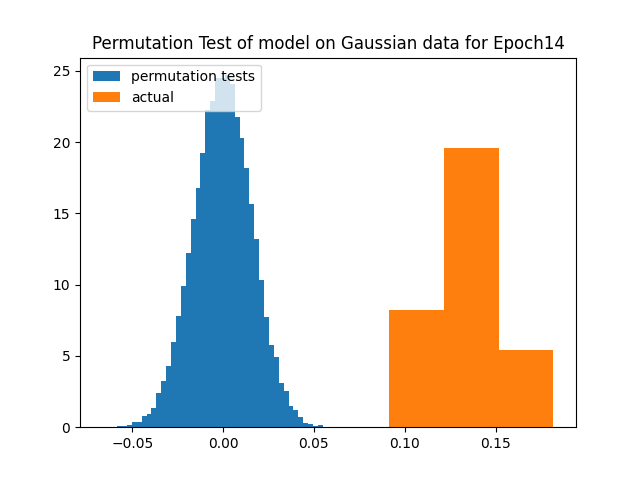 Permutation Test of model on Gaussian data for Epoch14
permutation tests
actual
25
20
15
10
5
0
−0.05 0.00 0.05 0.10 0.15